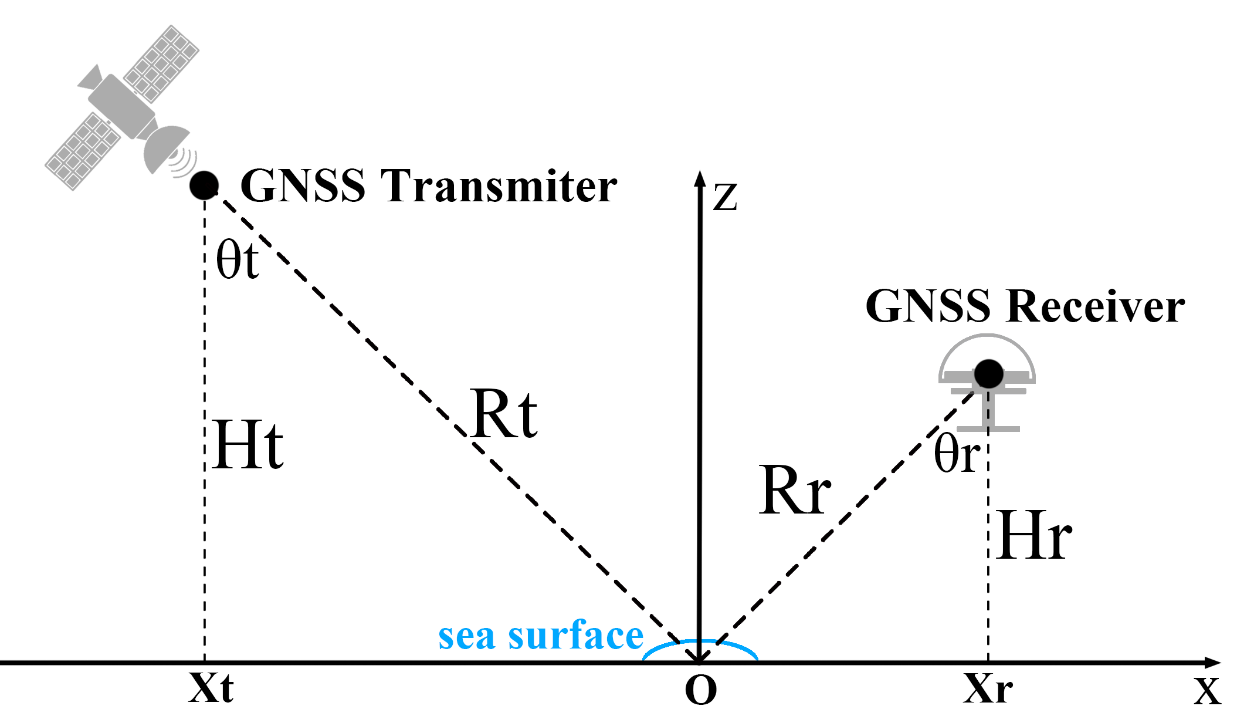 GNSS Transmiter
z
θt
GNSS Receiver
Rt
Ht
θr
Rr
Hr
sea surface
Xt
O
Xr
x